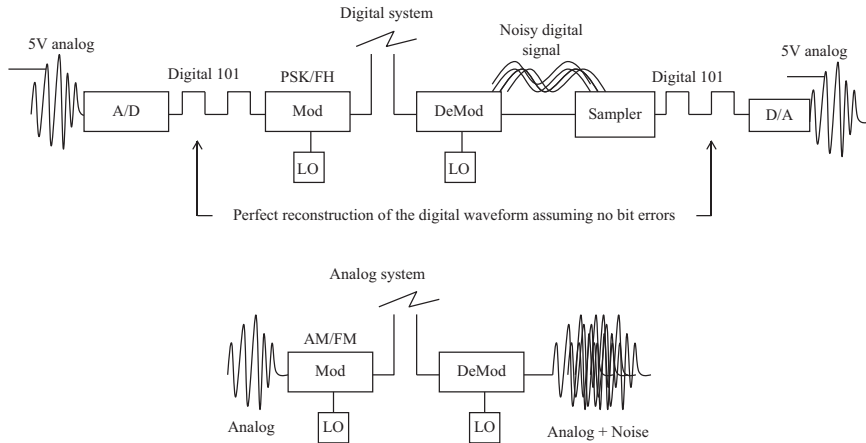 Digital system
5V analog
Noisy digital
signal
5V analog
Digital 101
PSK/FH
Digital 101
A/D
Mod
DeMod
Sampler
D/A
LO
LO
Perfect reconstruction of the digital waveform assuming no bit errors
Analog system
AM/FM
Mod
DeMod
Analog
LO
LO
Analog + Noise